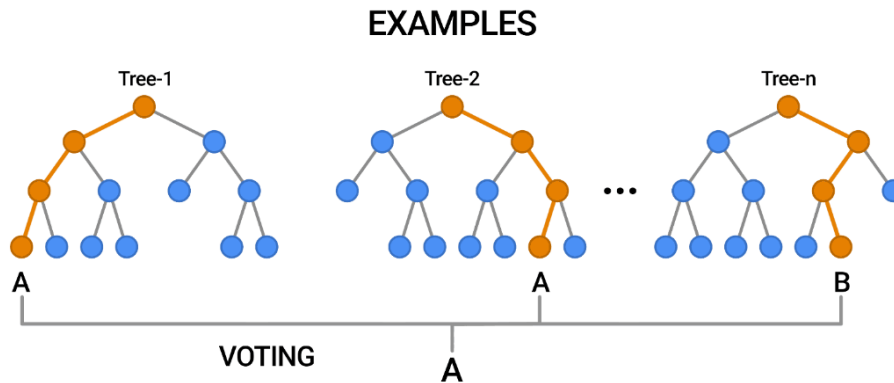 EXAMPLES
Tree-1 Tree-2 Tree-n
...
A A B
VOTING
A